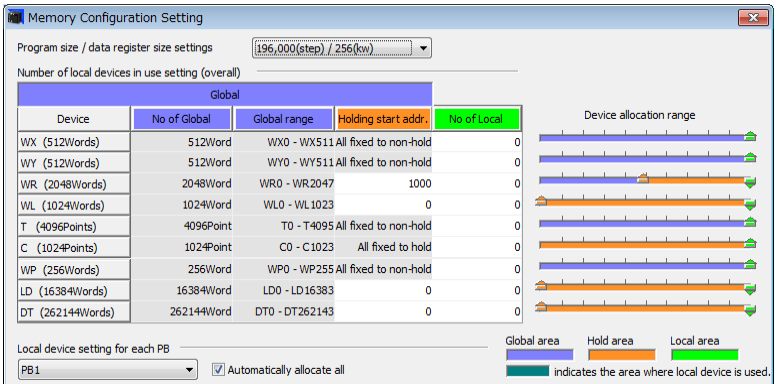 Memory Configuration Setting
Program size / data register size settings 196,000(step) / 256(kw)
Number of local devices in use setting (overall)
Global
Device No of Global Global range Holding start addr. No of Local Device allocation range
WX (512Words) 512Word WX0 - WX511 All fixed to non-hold 0
WY (512Words) 512Word WY0 - WY511 All fixed to non-hold 0
WR (2048Words) 2048Word WR0 - WR2047 1000 0
WL (1024Words) 1024Word WL0 - WL1023 0 0
T (4096Points) 4096Point T0 - T4095 All fixed to non-hold 0
C (1024Points) 1024Point C0 - C1023 All fixed to hold 0
WP (256Words) 256Word WP0 - WP255 All fixed to non-hold 0
LD (16384Words) 16384Word LD0 - LD16383 0 0
DT (262144Words) 262144Word DT0 - DT262143 0 0
Global area Hold area Local area
Local device setting for each PB
PB1 Automatically allocate all indicates the area where local device is used.